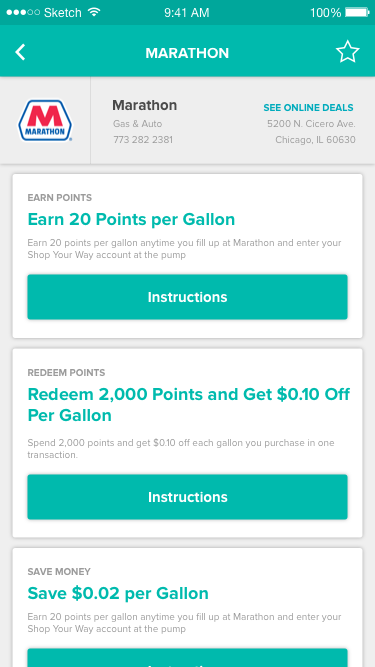 Sketch 9:41 AM 100%
MARATHON
Marathon
SEE ONLINE DEALS
Gas & Auto
5200 N. Cicero Ave.
773 282 2381
Chicago, IL 60630
M
MARATHON
EARN POINTS
Earn 20 Points per Gallon
Earn 20 points per gallon anytime you fill up at Marathon and enter your
Shop Your Way account at the pump
Instructions
REDEEM POINTS
Redeem 2,000 Points and Get $0.10 Off
Per Gallon
Spend 2,000 points and get $0.10 off each gallon you purchase in one
transaction.
Instructions
SAVE MONEY
Save $0.02 per Gallon
Earn 20 points per gallon anytime you fill up at Marathon and enter your
Shop Your Way account at the pump